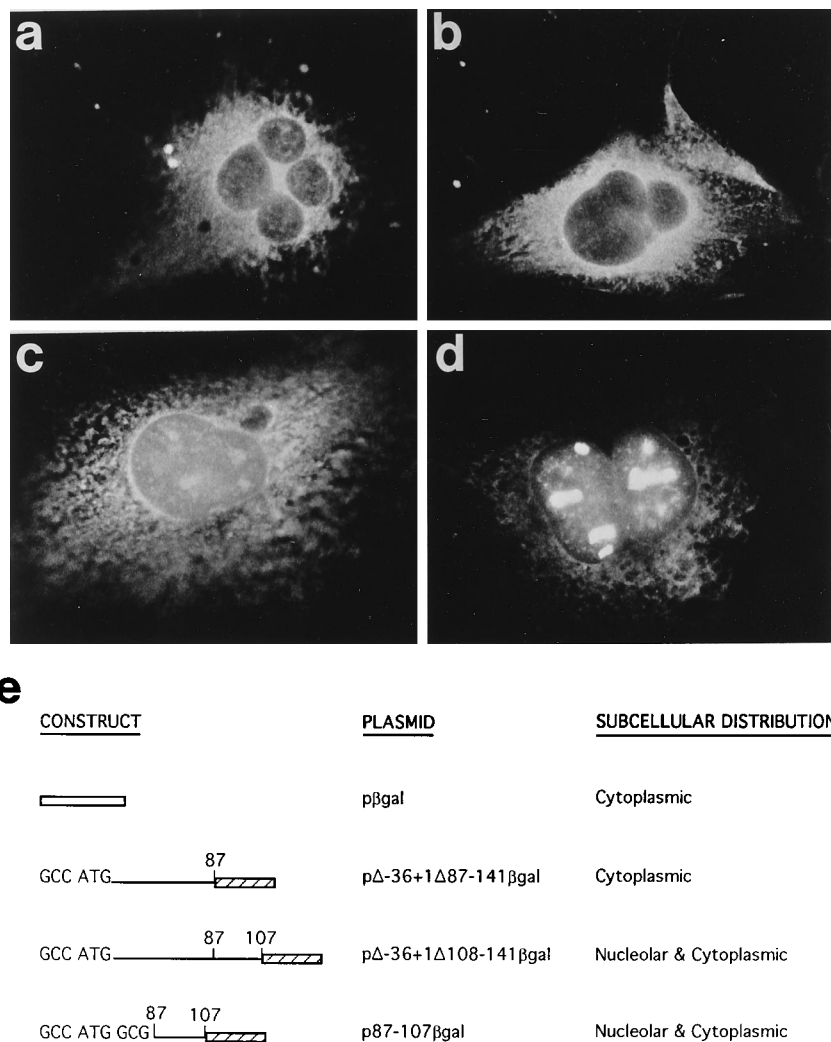 a
b
c
d
e
CONSTRUCT PLASMID SUBCELLULAR DISTRIBUTION
pβgal Cytoplasmic
87
GCC ATG pΔ-36+1Δ87-141βgal Cytoplasmic
87 107
GCC ATG pΔ-36+1Δ108-141βgal Nucleolar & Cytoplasmic
87 107
GCC ATG GCG p87-107βgal Nucleolar & Cytoplasmic